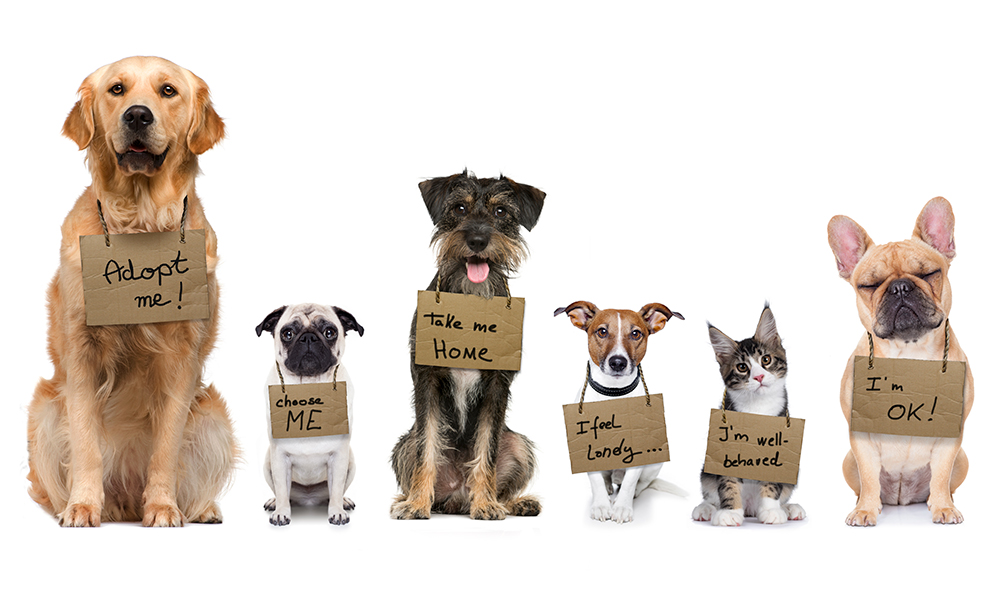 Adopt
me!
choose
ME
Take me
HOME
I feel
Lonely...
I'm well-
behaved
I'm
OK!